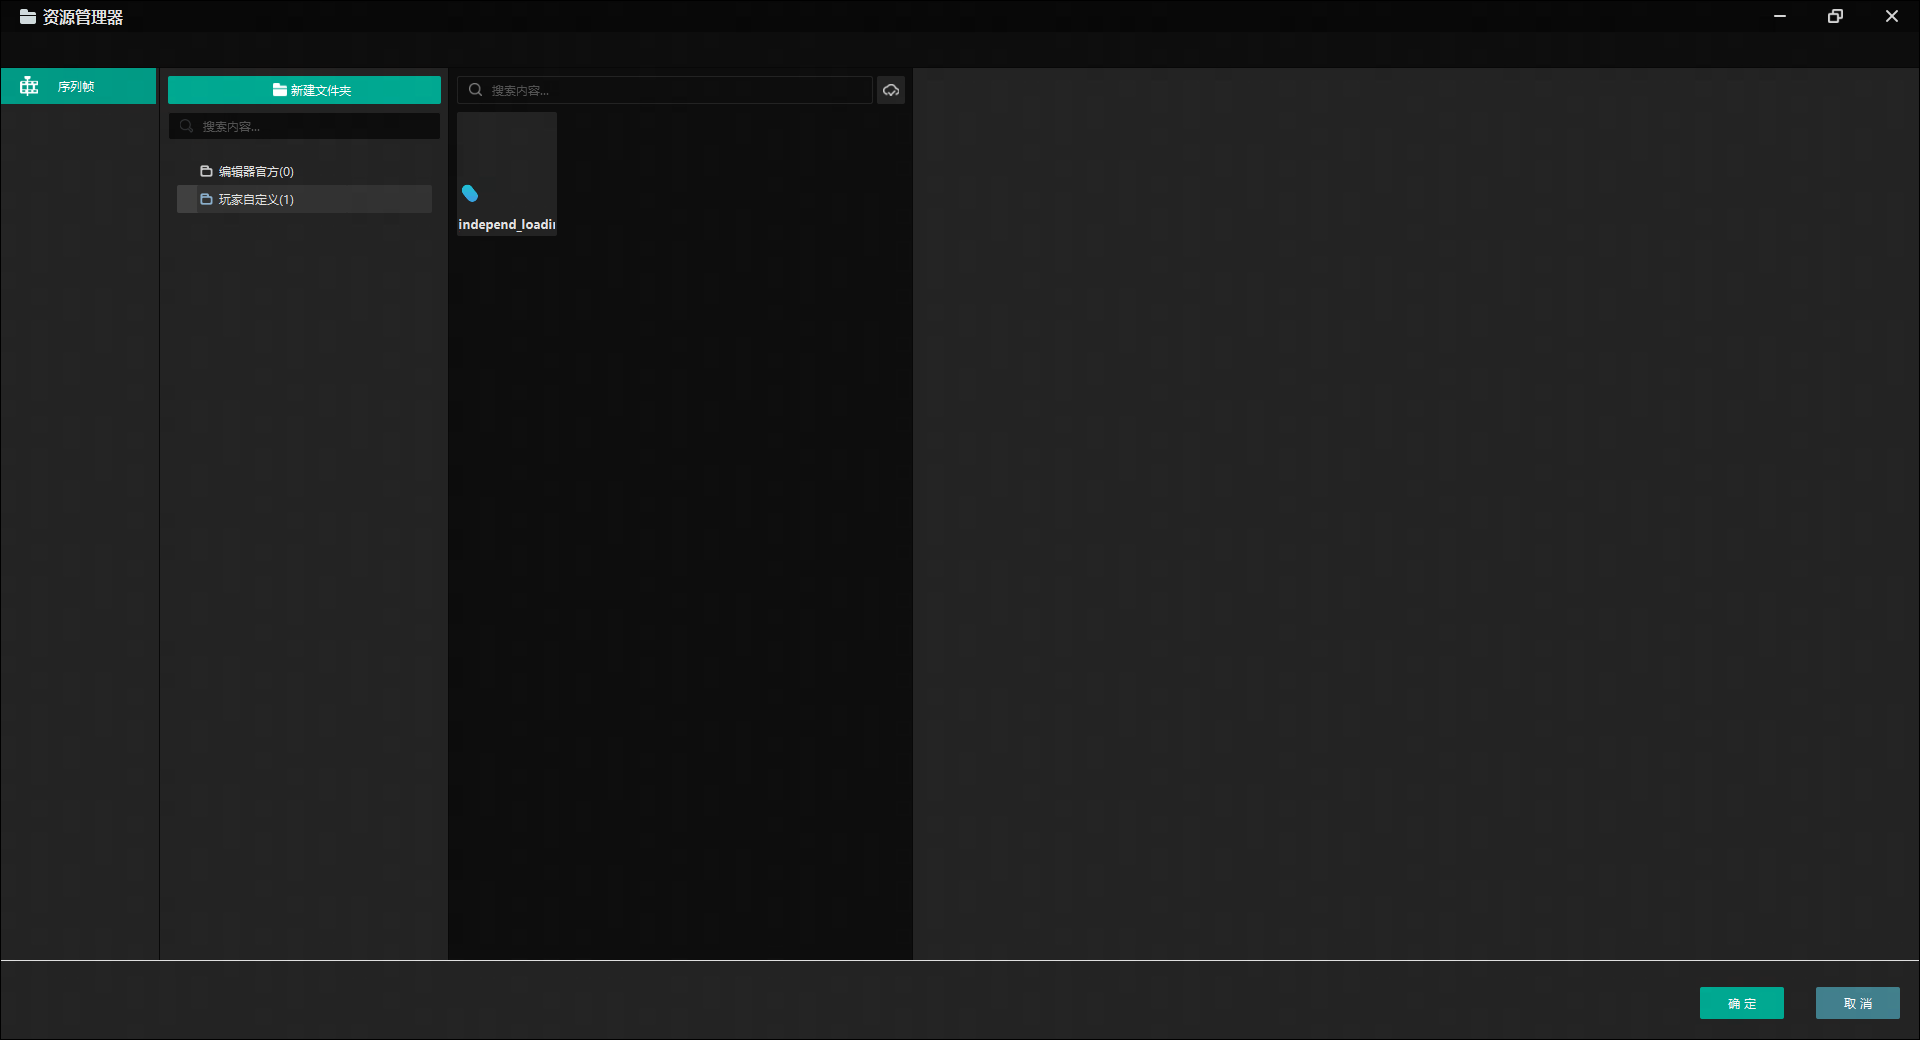 资源管理器
序列帧
新建文件夹
搜索内容...
编辑器官方(0)
玩家自定义(1)
搜索内容...
independ_loadin
确 定
取 消